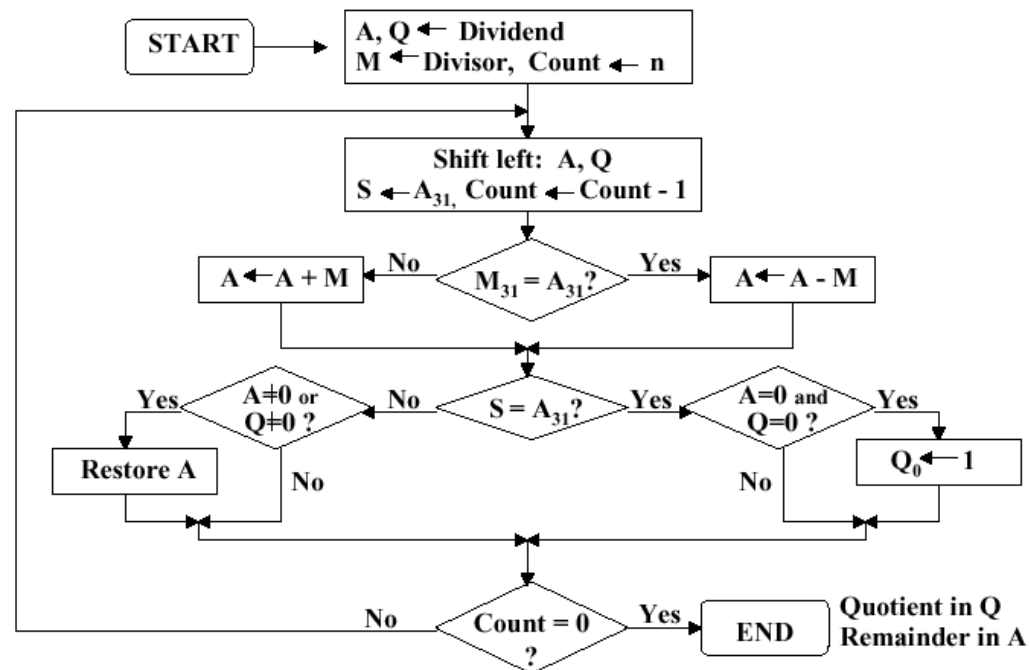 START
A, Q ← Dividend
M ← Divisor, Count ← n
Shift left: A, Q
S ← A₃₁, Count ← Count - 1
No
M₃₁ = A₃₁?
Yes
A ← A + M
A ← A - M
Yes
A≠0 or
Q≠0 ?
No
S = A₃₁?
Yes
A=0 and
Q=0 ?
Yes
Restore A
No
No
Q₀ ← 1
No
Count = 0
?
Yes
END
Quotient in Q
Remainder in A